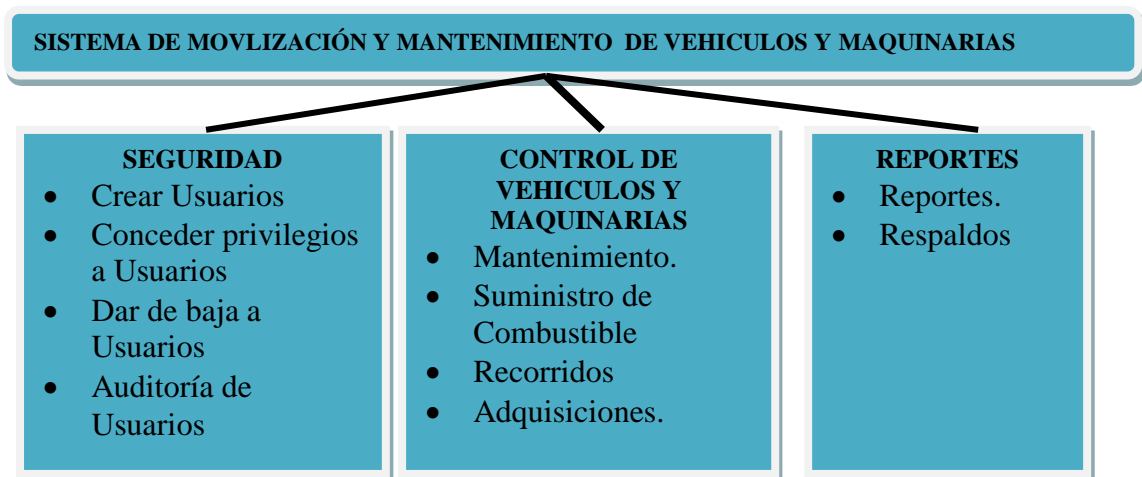 SISTEMA DE MOVLIZACIÓN Y MANTENIMIENTO DE VEHICULOS Y MAQUINARIAS
SEGURIDAD
• Crear Usuarios
• Conceder privilegios
a Usuarios
• Dar de baja a
Usuarios
• Auditoría de
Usuarios
CONTROL DE
VEHICULOS Y
MAQUINARIAS
• Mantenimiento.
• Suministro de
Combustible
• Recorridos
• Adquisiciones.
REPORTES
• Reportes.
• Respaldos